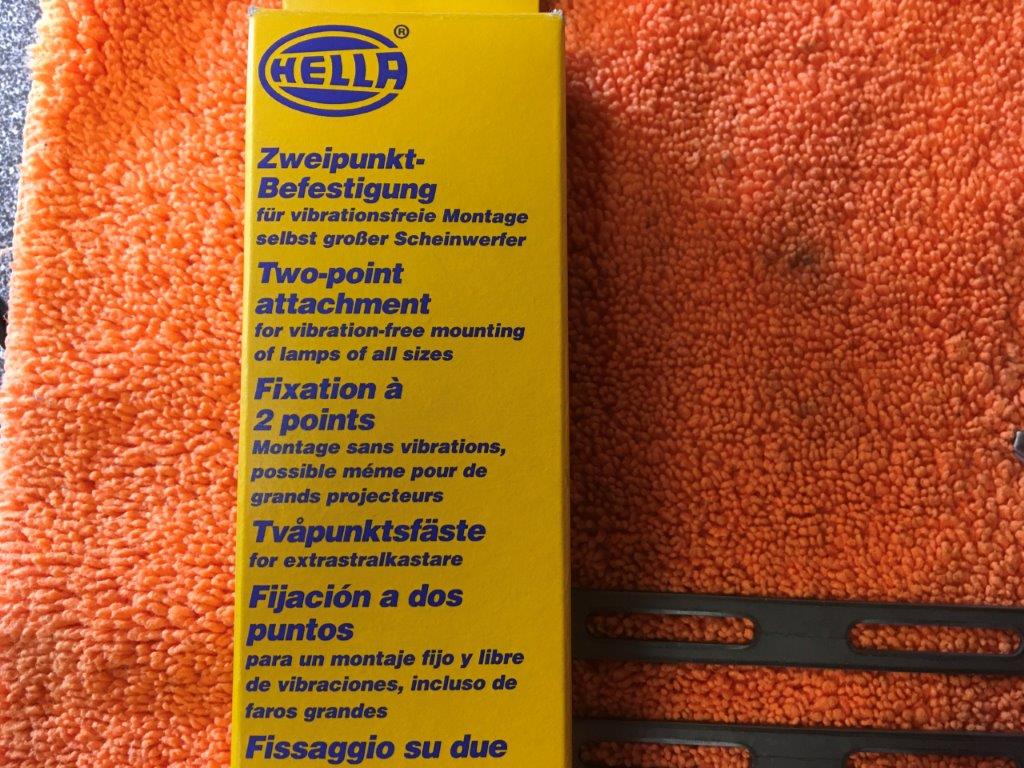 HELLA®
Zweipunkt-
Befestigung
für vibrationsfreie Montage
selbst großer Scheinwerfer
Two-point
attachment
for vibration-free mounting
of lamps of all sizes
Fixation à
2 points
Montage sans vibrations,
possible méme pour de
grands projecteurs
Tvåpunktsfäste
for extrastralkastare
Fijación a dos
puntos
para un montaje fijo y libre
de vibraciones, incluso de
faros grandes
Fissaggio su due